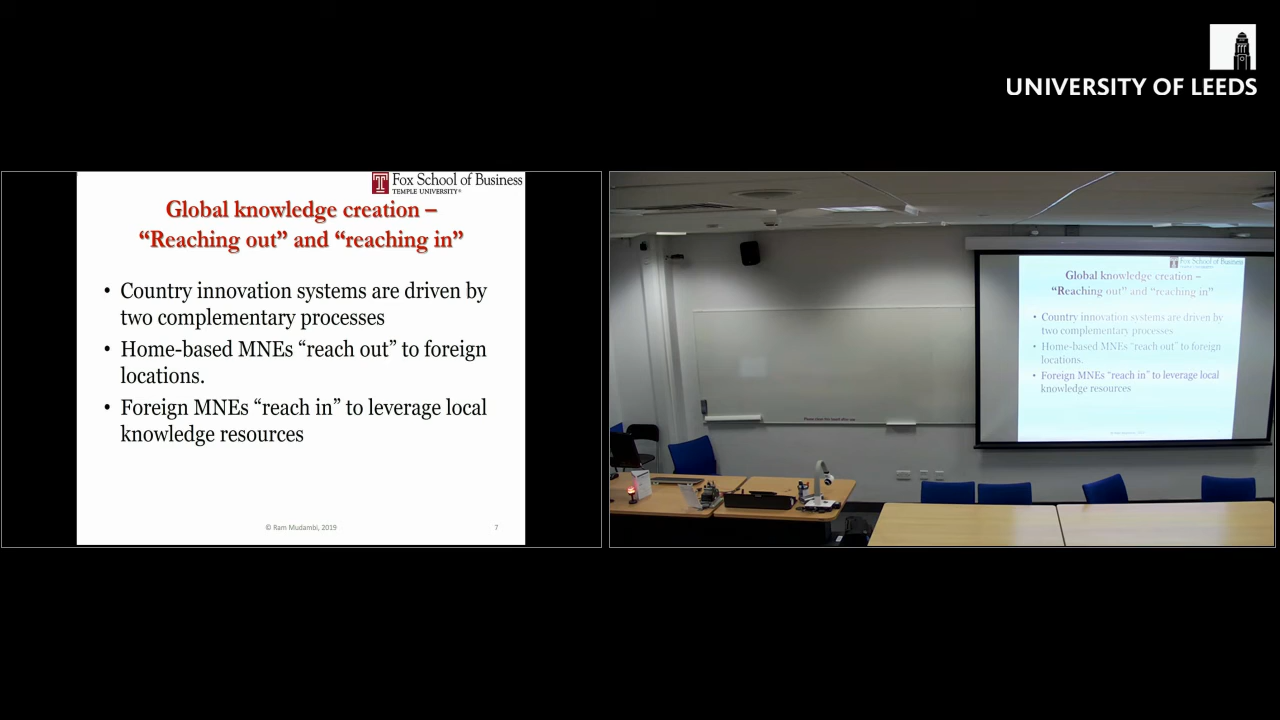 UNIVERSITY OF LEEDS
Fox School of Business
TEMPLE UNIVERSITY®
Global knowledge creation –
“Reaching out” and “reaching in”
• Country innovation systems are driven by
two complementary processes
• Home-based MNEs “reach out” to foreign
locations.
• Foreign MNEs “reach in” to leverage local
knowledge resources
© Ram Mudambi, 2019
7
Fox School of Business
Global knowledge creation –
“Reaching out” and “reaching in”
• Country innovation systems are driven by
two complementary processes
• Home-based MNEs “reach out” to foreign
locations.
• Foreign MNEs “reach in” to leverage local
knowledge resources